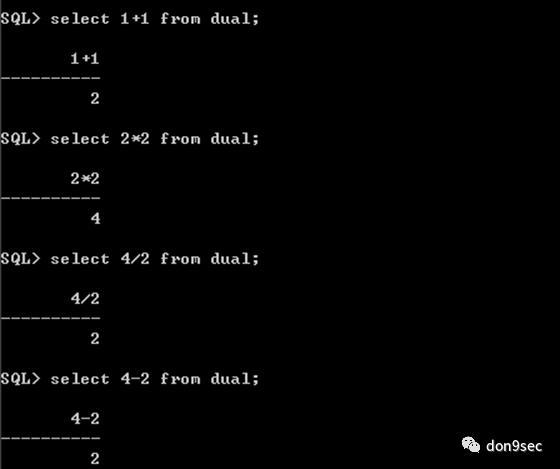 SQL> select 1+1 from dual;
1+1
----------
2
SQL> select 2*2 from dual;
2*2
----------
4
SQL> select 4/2 from dual;
4/2
----------
2
SQL> select 4-2 from dual;
4-2
----------
2
don9sec